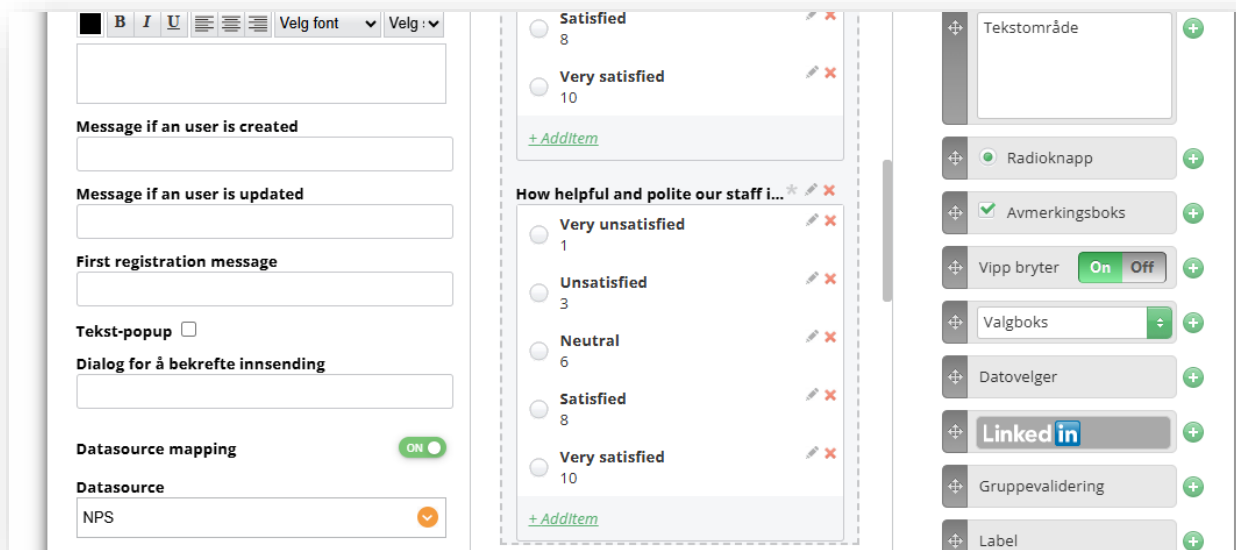 B I U Velg font Velg
Message if an user is created
Message if an user is updated
First registration message
Tekst-popup
Dialog for å bekrefte innsending
Datasource mapping ON
Datasource
NPS
Satisfied
8
Very satisfied
10
+ AddItem
How helpful and polite our staff i... *
Very unsatisfied
1
Unsatisfied
3
Neutral
6
Satisfied
8
Very satisfied
10
+ AddItem
Tekstområde
Radioknapp
Avmerkingsboks
Vipp bryter On Off
Valgboks
Datovelger
Linked in
Gruppevalidering
Label